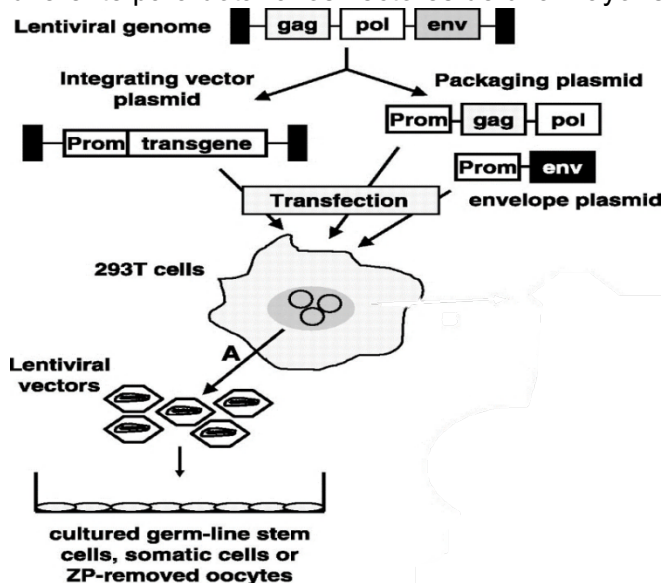 Lentiviral genome
gag pol env
Integrating vector
plasmid
Packaging plasmid
Prom transgene
Prom gag pol
Prom env
envelope plasmid
Transfection
293T cells
A
Lentiviral
vectors
cultured germ-line stem
cells, somatic cells or
ZP-removed oocytes